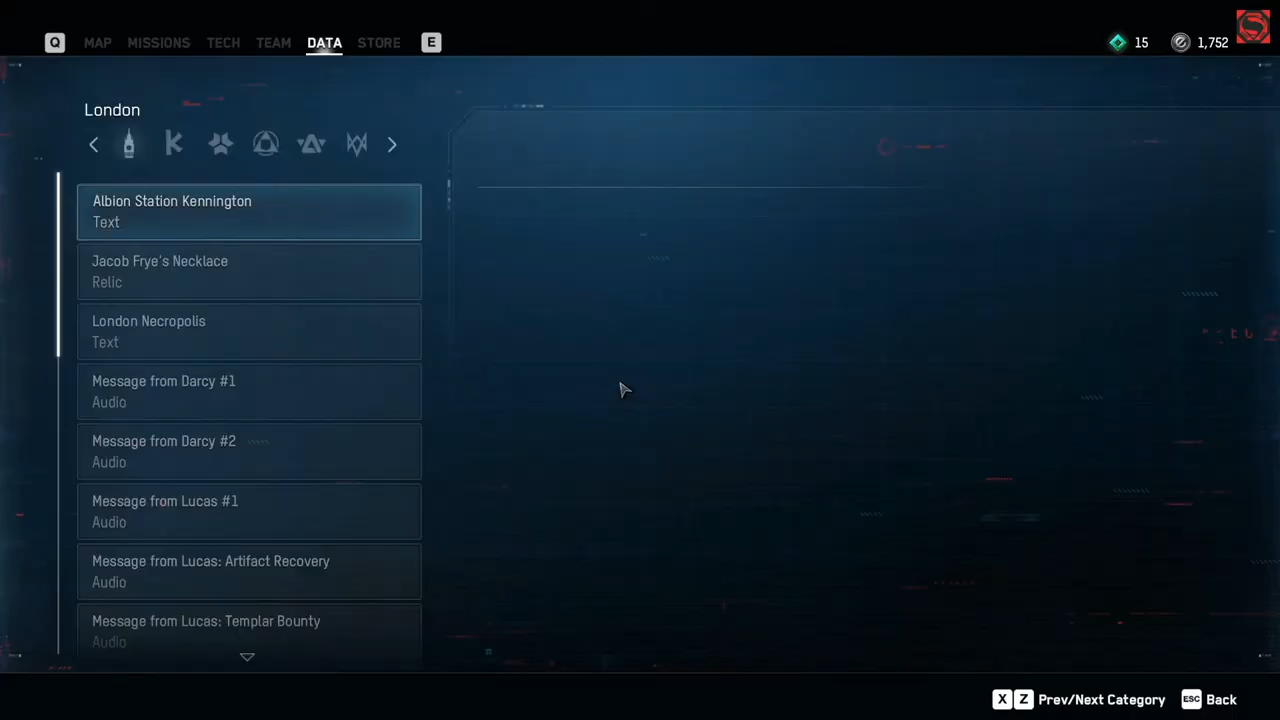 Q MAP MISSIONS TECH TEAM DATA STORE E 15 1,752
London
Albion Station Kennington
Text
Jacob Frye's Necklace
Relic
London Necropolis
Text
Message from Darcy #1
Audio
Message from Darcy #2
Audio
Message from Lucas #1
Audio
Message from Lucas: Artifact Recovery
Audio
Message from Lucas: Templar Bounty
Audio
X Z Prev/Next Category ESC Back